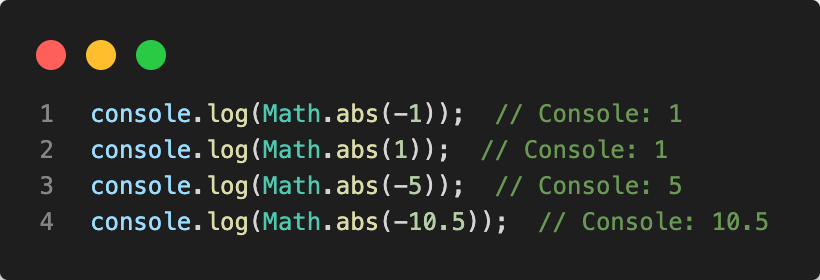 1 console.log(Math.abs(-1));  // Console: 1
2 console.log(Math.abs(1));  // Console: 1
3 console.log(Math.abs(-5));  // Console: 5
4 console.log(Math.abs(-10.5));  // Console: 10.5